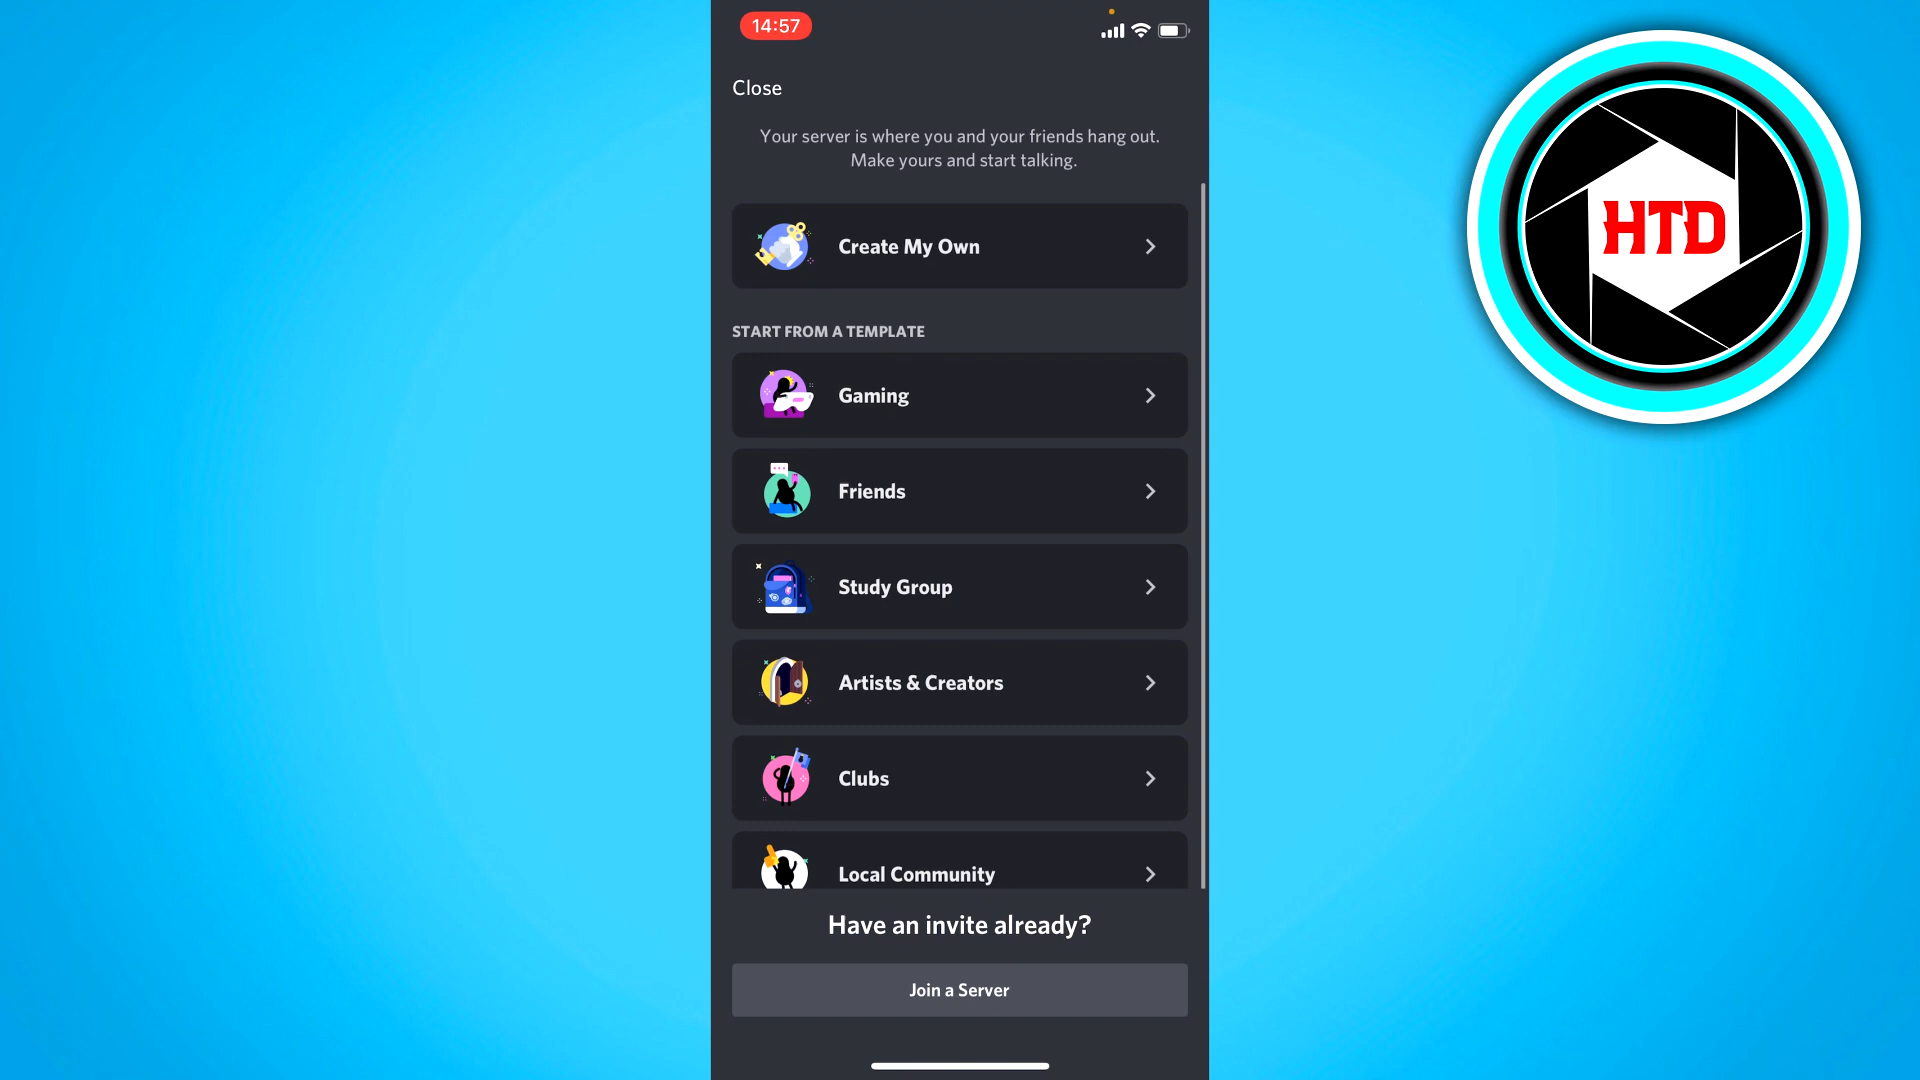 14:57
Close
Your server is where you and your friends hang out.
Make yours and start talking.
Create My Own
START FROM A TEMPLATE
Gaming
Friends
Study Group
Artists & Creators
Clubs
Local Community
Have an invite already?
Join a Server
HTD